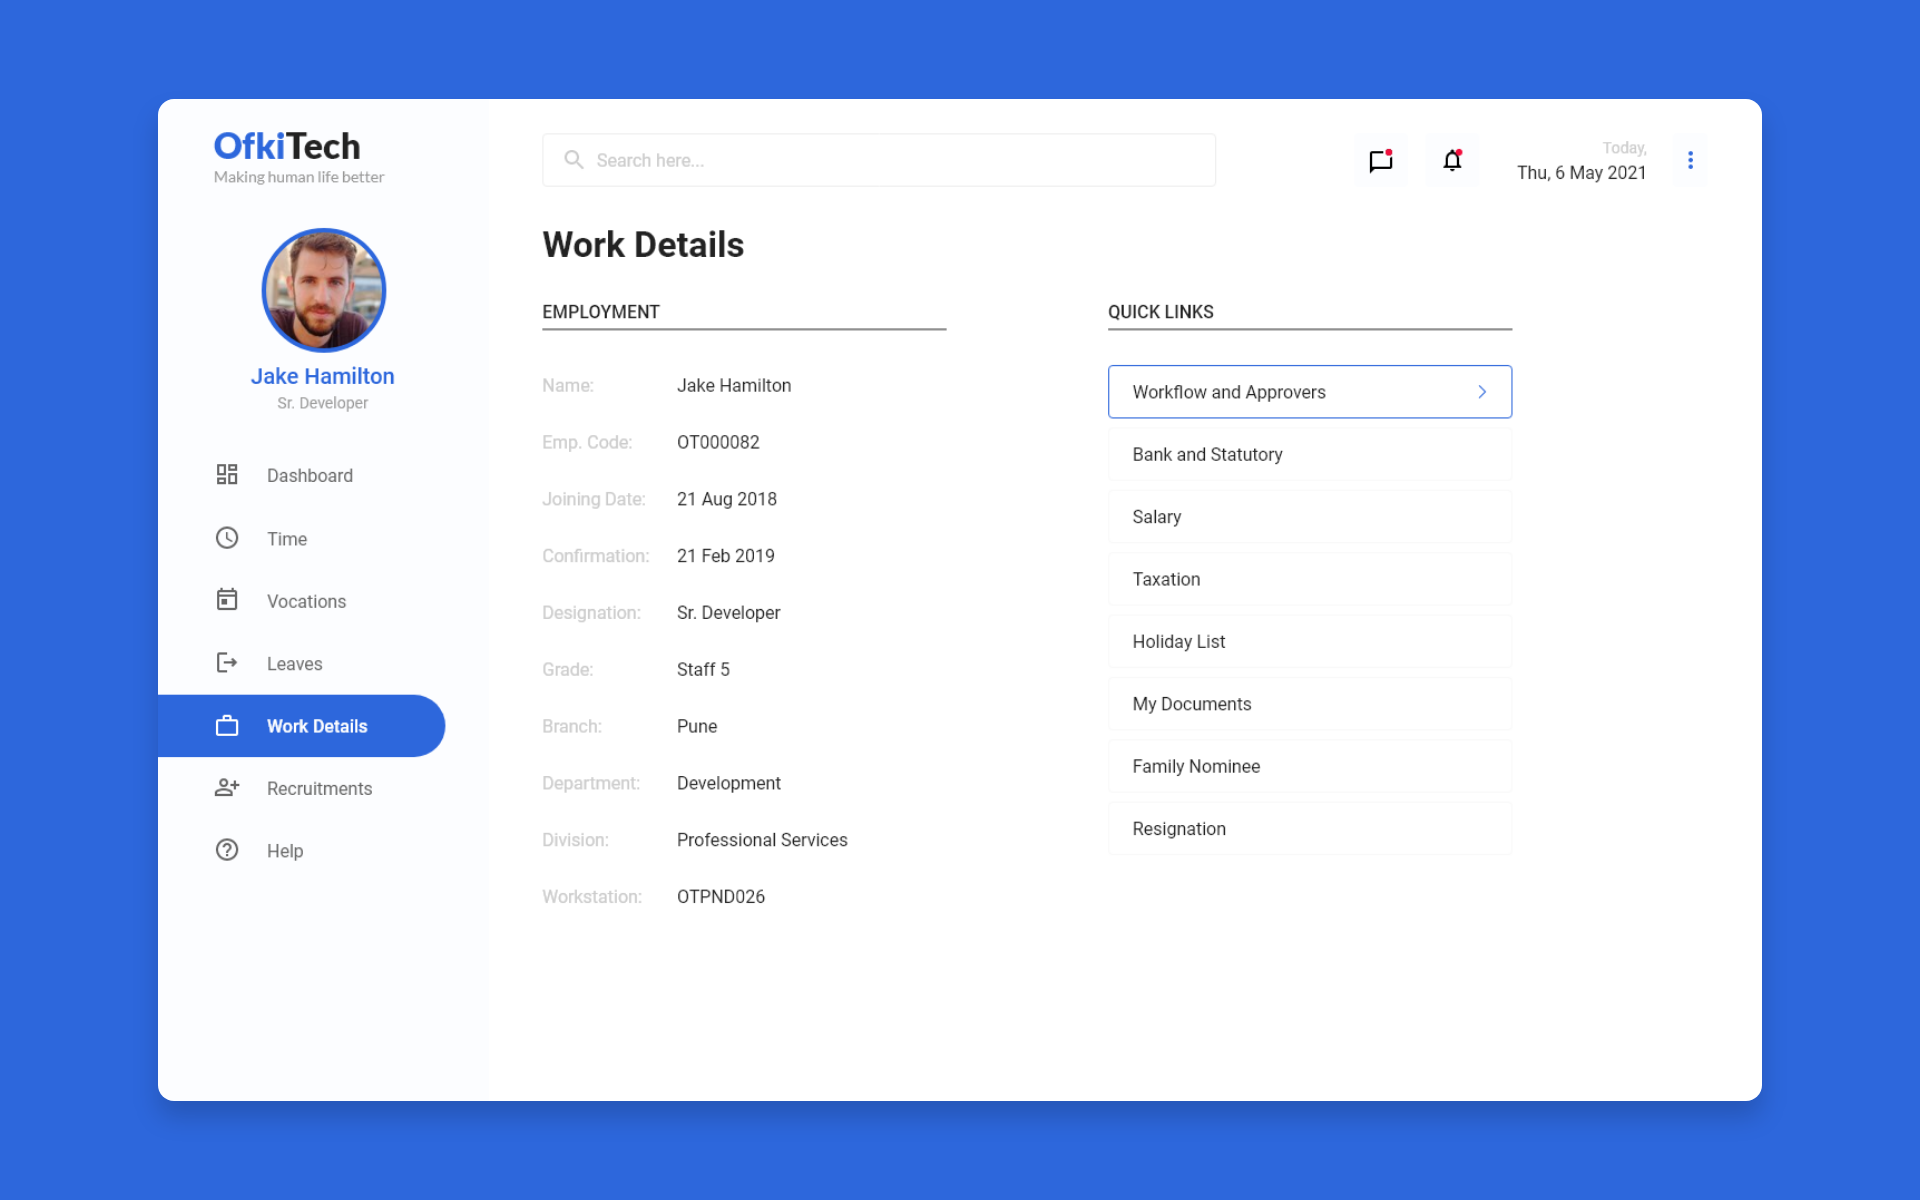 OfkiTech
Making human life better
Jake Hamilton
Sr. Developer
Dashboard
Time
Vocations
Leaves
Work Details
Recruitments
Help
Search here...
Today,
Thu, 6 May 2021
Work Details
EMPLOYMENT
Name: Jake Hamilton
Emp. Code: OT000082
Joining Date: 21 Aug 2018
Confirmation: 21 Feb 2019
Designation: Sr. Developer
Grade: Staff 5
Branch: Pune
Department: Development
Division: Professional Services
Workstation: OTPND026
QUICK LINKS
Workflow and Approvers
Bank and Statutory
Salary
Taxation
Holiday List
My Documents
Family Nominee
Resignation